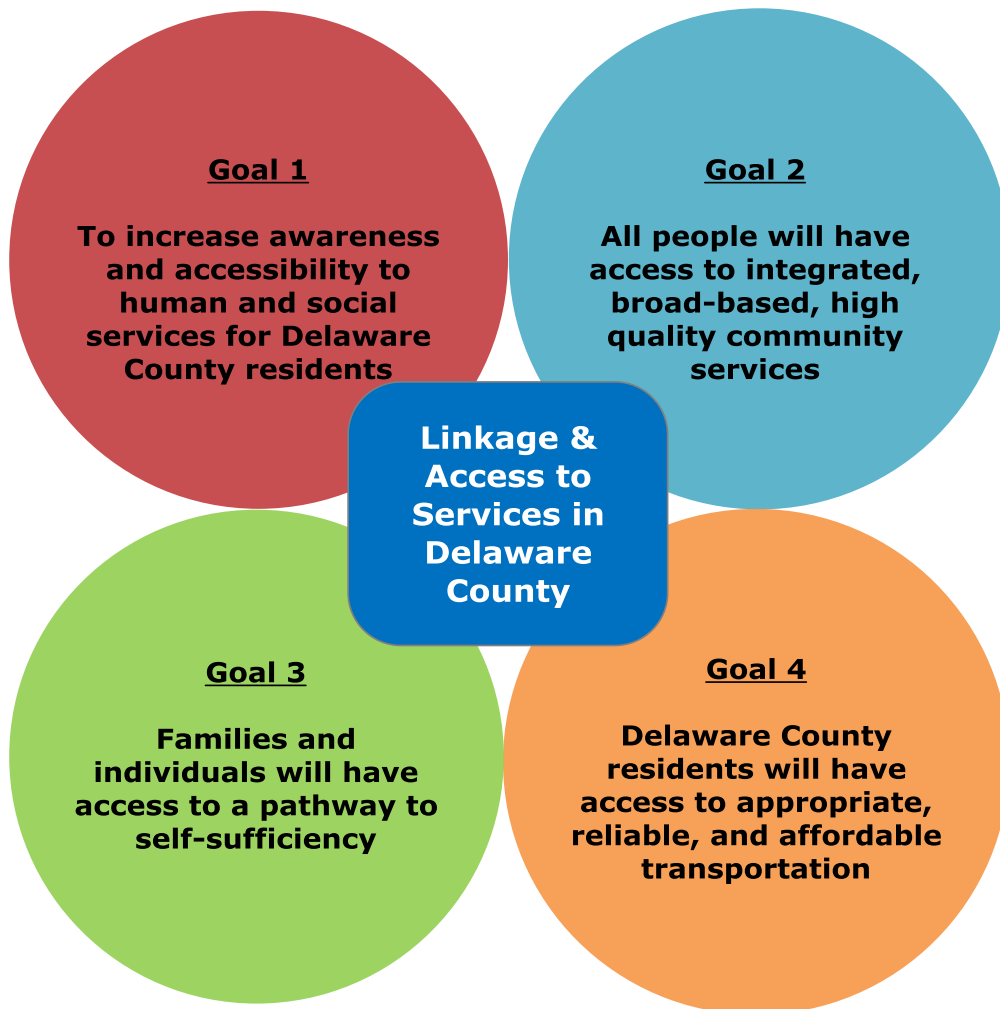 Goal 1
To increase awareness
and accessibility to
human and social
services for Delaware
County residents
Goal 2
All people will have
access to integrated,
broad-based, high
quality community
services
Linkage &
Access to
Services in
Delaware
County
Goal 3
Families and
individuals will have
access to a pathway to
self-sufficiency
Goal 4
Delaware County
residents will have
access to appropriate,
reliable, and affordable
transportation